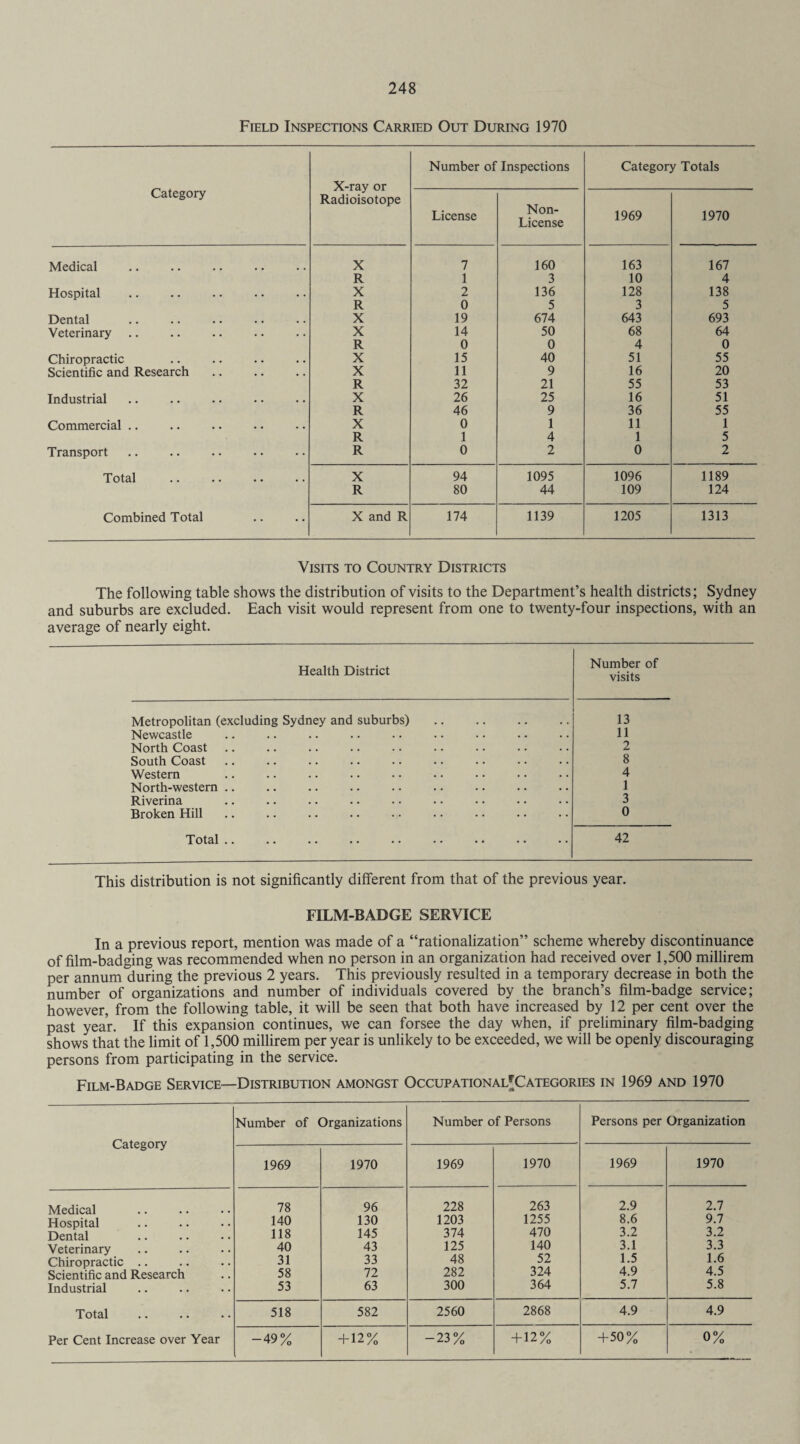 248
Field Inspections Carried Out During 1970
Category X-ray or Radioisotope Number of Inspections Category Totals
License Non-License 1969 1970
Medical .. .. .. .. .. X 7 160 163 167
R 1 3 10 4
Hospital .. .. .. .. .. X 2 136 128 138
R 0 5 3 5
Dental .. .. .. .. .. X 19 674 643 693
Veterinary .. .. .. .. .. X 14 50 68 64
R 0 0 4 0
Chiropractic .. .. .. .. X 15 40 51 55
Scientific and Research .. .. .. X 11 9 16 20
R 32 21 55 53
Industrial .. .. .. .. .. X 26 25 16 51
R 46 9 36 55
Commercial .. .. .. .. .. X 0 1 11 1
R 1 4 1 5
Transport .. .. .. .. .. R 0 2 0 2
Total .. .. .. .. X 94 1095 1096 1189
R 80 44 109 124
Combined Total .. .. X and R 174 1139 1205 1313
Visits to Country Districts
The following table shows the distribution of visits to the Department's health districts; Sydney
and suburbs are excluded. Each visit would represent from one to twenty-four inspections, with an
average of nearly eight.
Health District Number of visits
Metropolitan (excluding Sydney and suburbs) .. .. .. .. 13
Newcastle .. .. .. .. .. .. .. .. .. 11
North Coast .. .. .. .. .. .. .. .. .. 2
South Coast .. .. .. .. .. .. .. .. .. 8
Western .. .. .. .. .. .. .. .. .. 4
North-western .. .. .. .. .. .. .. .. .. 1
Riverina .. .. .. .. .. .. .. .. .. 3
Broken Hill .. .. .. .. .. .. .. .. .. 0
Total .. .. .. .. .. .. .. .. .. 42
This distribution is not significantly different from that of the previous year.
FILM-BADGE SERVICE
In a previous report, mention was made of a “rationalization” scheme whereby discontinuance
of film-badging was recommended when no person in an organization had received over 1,500 millirem
per annum during the previous 2 years. This previously resulted in a temporary decrease in both the
number of organizations and number of individuals covered by the branch's film-badge service;
however, from the following table, it will be seen that both have increased by 12 per cent over the
past year. If this expansion continues, we can forsee the day when, if preliminary film-badging
shows that the limit of 1,500 millirem per year is unlikely to be exceeded, we will be openly discouraging
persons from participating in the service.
Film-Badge Service—Distribution amongst Occupational Categories in 1969 and 1970
Category Number of Organizations Number of Persons Persons per Organization
1969 1970 1969 1970 1969 1970
Medical .. .. .. 78 96 228 263 2.9 2.7
Hospital .. .. .. 140 130 1203 1255 8.6 9.7
Dental .. .. .. 118 145 374 470 3.2 3.2
Veterinary .. .. .. 40 43 125 140 3.1 3.3
Chiropractic .. .. .. 31 33 48 52 1.5 1.6
Scientific and Research .. 58 72 282 324 4.9 4.5
Industrial .. .. .. 53 63 300 364 5.7 5.8
Total .. .. .. 518 582 2560 2868 4.9 4.9
Per Cent Increase over Year -49% +12% -23% +12% +50% 0%